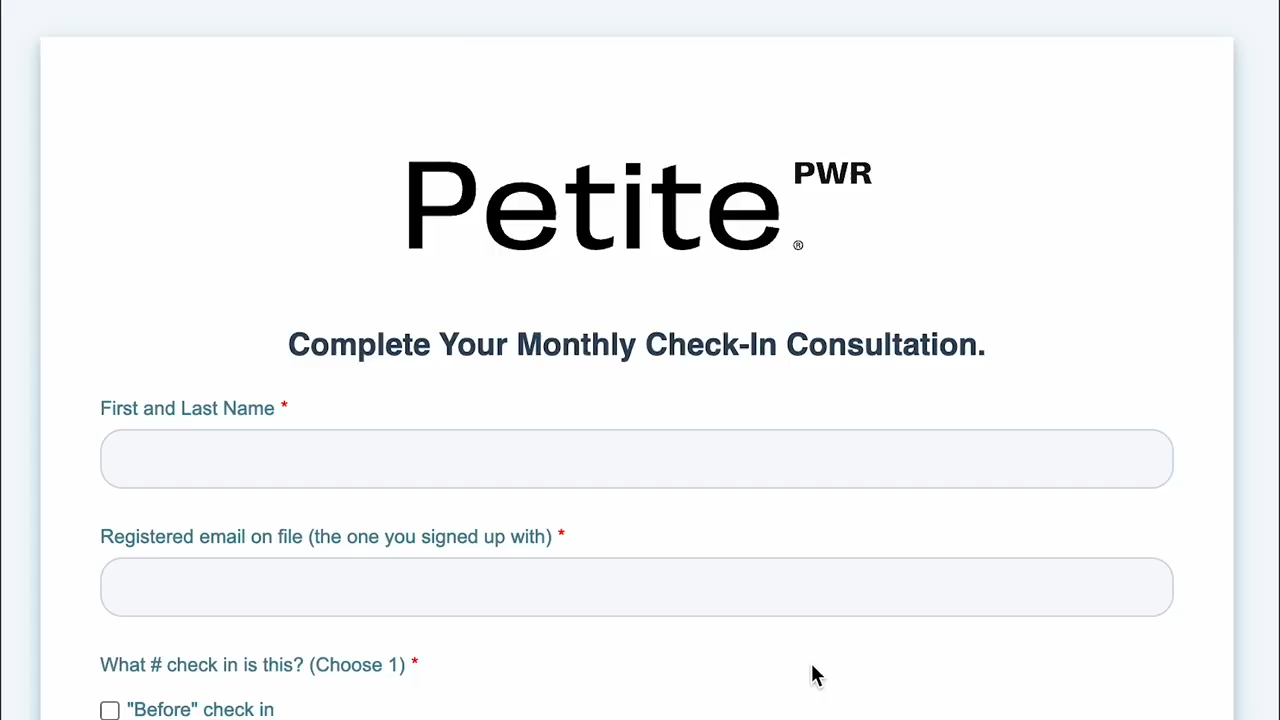 Petite PWR ®
Complete Your Monthly Check-In Consultation.
First and Last Name *
Registered email on file (the one you signed up with) *
What # check in is this? (Choose 1) *
"Before" check in